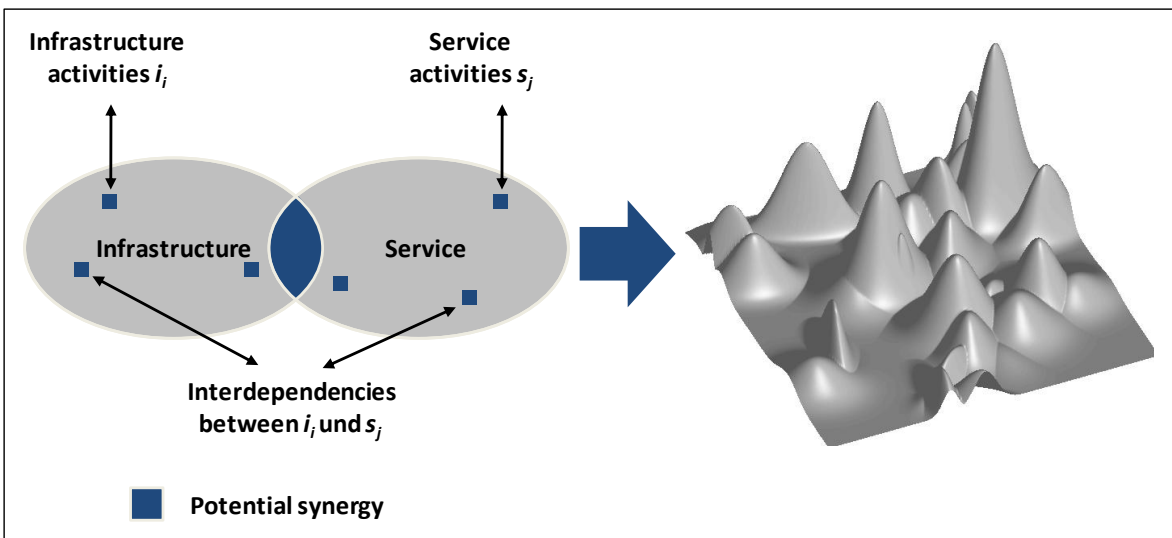 Infrastructure
activities i_i
Service
activities s_j
Infrastructure
Service
Interdependencies
between i_i und s_j
Potential synergy